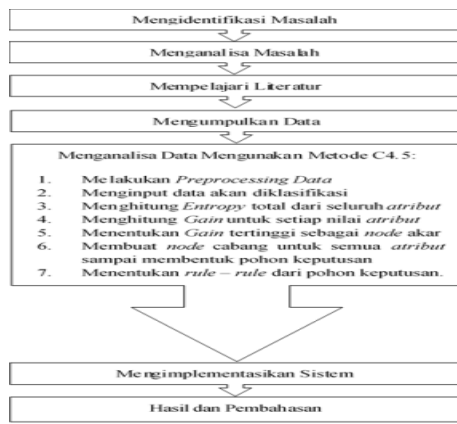 Mengidentifikasi Masalah
Menganalisa Masalah
Mempelajari Literatur
Mengumpulkan Data
Menganalisa Data Mengunakan Metode C4.5:
1. Melakukan Preprocessing Data
2. Menginput data akan diklasifikasi
3. Menghitung Entropy total dari seluruh atribut
4. Menghitung Gain untuk setiap nilai atribut
5. Menentukan Gain tertinggi sebagai node akar
6. Membuat node cabang untuk semua atribut
sampai membentuk pohon keputusan
7. Menentukan rule – rule dari pohon keputusan.
Mengimplementasikan Sistem
Hasil dan Pembahasan